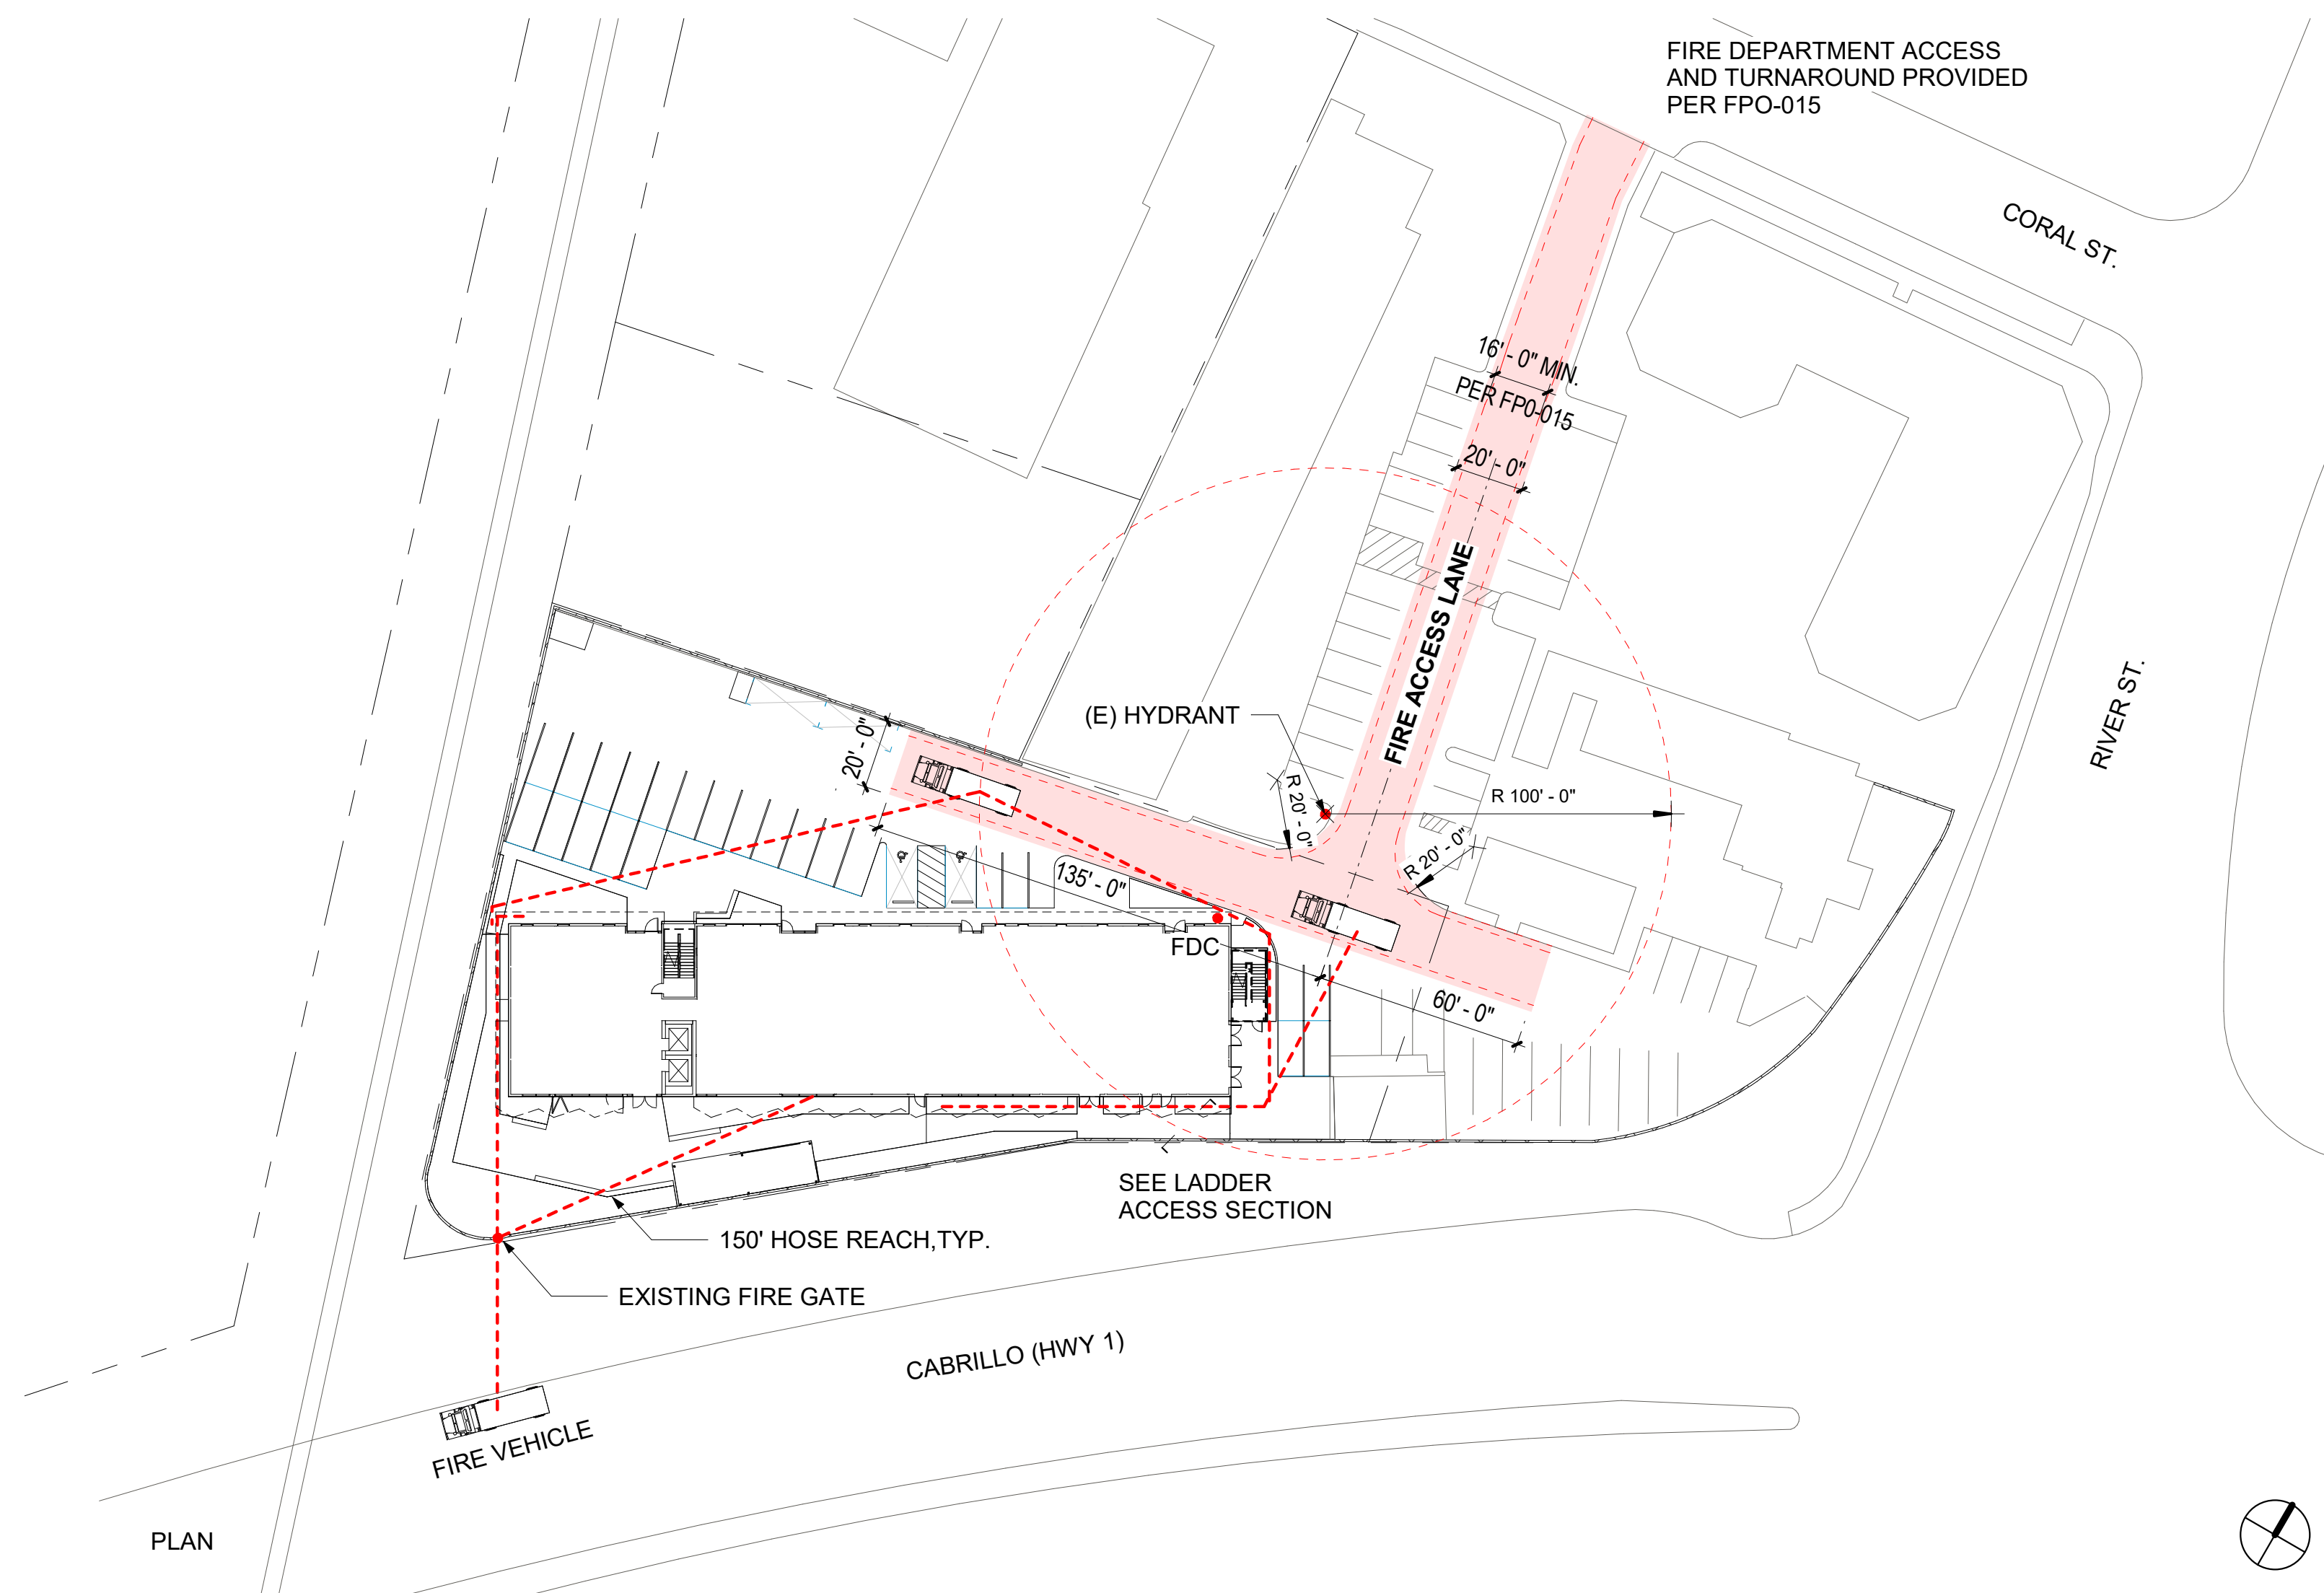 FIRE DEPARTMENT ACCESS
AND TURNAROUND PROVIDED
PER FPO-015
CORAL ST.
16' - 0" MIN.
PER FP0-015
20' - 0"
FIRE ACCESS LANE
RIVER ST.
(E) HYDRANT
20' - 0"
R 20' - 0"
R 100' - 0"
R 20' - 0"
135' - 0"
FDC
60' - 0"
SEE LADDER
ACCESS SECTION
150' HOSE REACH,TYP.
EXISTING FIRE GATE
CABRILLO (HWY 1)
FIRE VEHICLE
PLAN